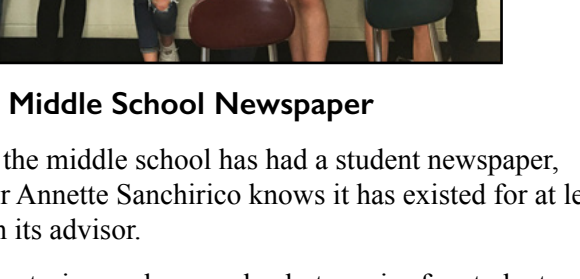 Middle School Newspaper
the middle school has had a student newspaper,
r Annette Sanchirico knows it has existed for at le
n its advisor.